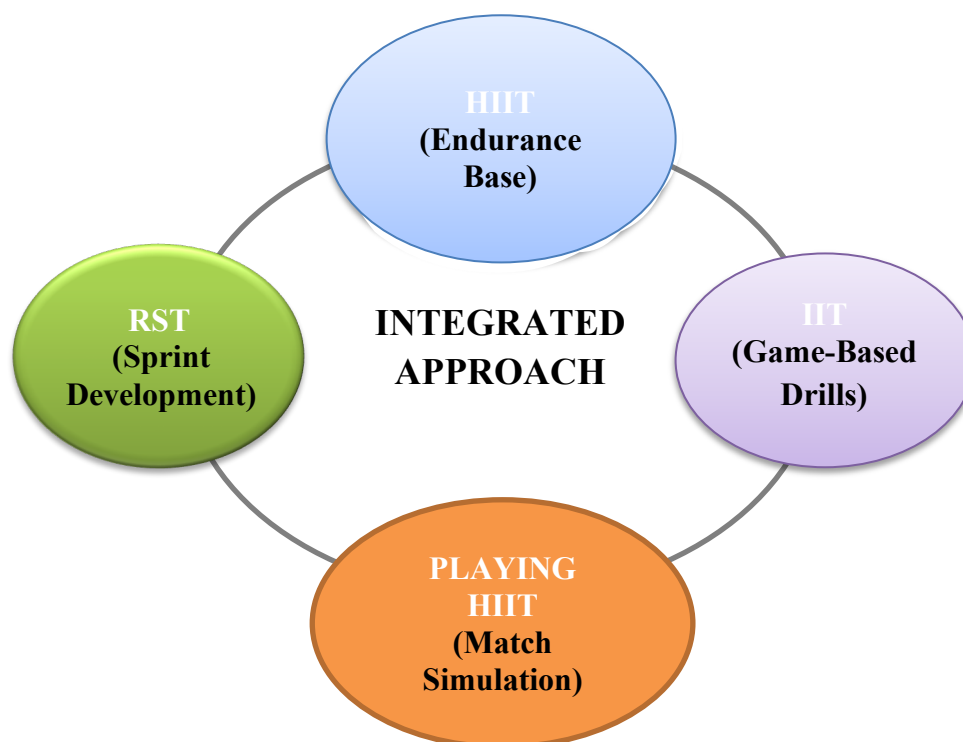 HIIT
(Endurance
Base)
RST
(Sprint
Development)
INTEGRATED
APPROACH
IIT
(Game-Based
Drills)
PLAYING
HIIT
(Match
Simulation)